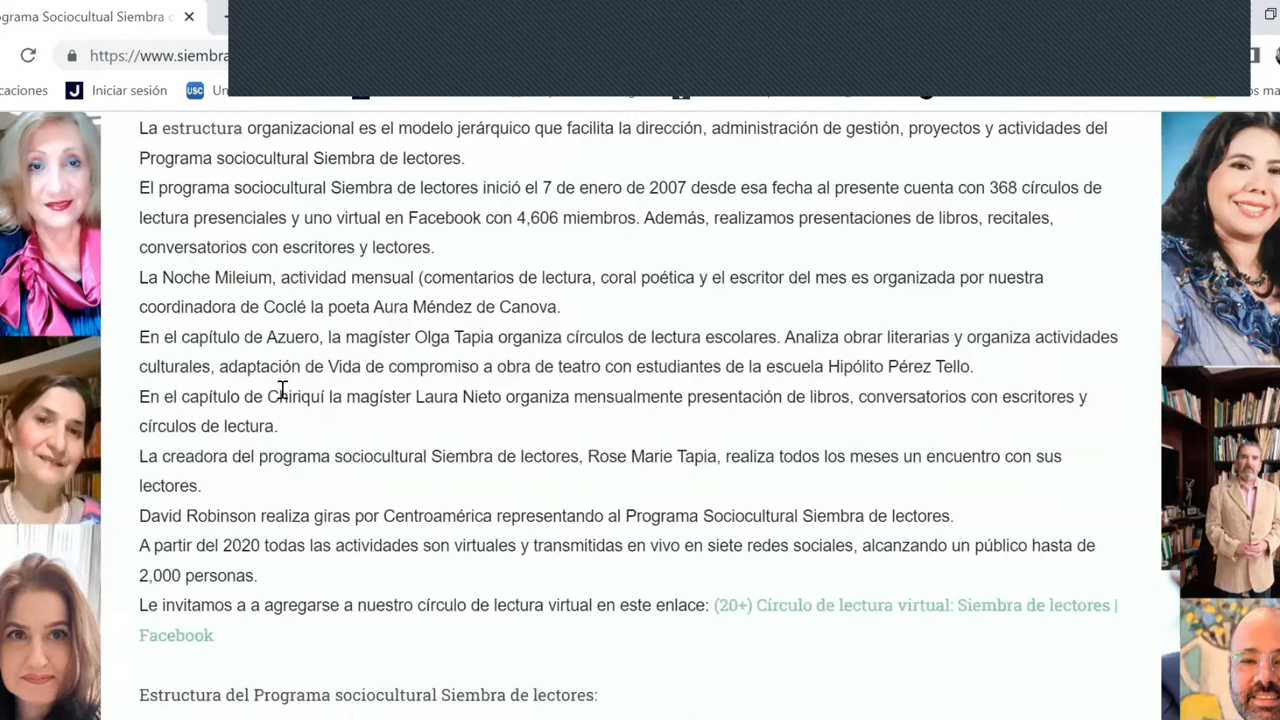 ograma Sociocultual Siembra
https://www.siembra
caciones
Iniciar sesión
USC
Un
os ma
La estructura organizacional es el modelo jerárquico que facilita la dirección, administración de gestión, proyectos y actividades del
Programa sociocultural Siembra de lectores.
El programa sociocultural Siembra de lectores inició el 7 de enero de 2007 desde esa fecha al presente cuenta con 368 círculos de
lectura presenciales y uno virtual en Facebook con 4,606 miembros. Además, realizamos presentaciones de libros, recitales,
conversatorios con escritores y lectores.
La Noche Mileium, actividad mensual (comentarios de lectura, coral poética y el escritor del mes es organizada por nuestra
coordinadora de Coclé la poeta Aura Méndez de Canova.
En el capítulo de Azuero, la magíster Olga Tapia organiza círculos de lectura escolares. Analiza obrar literarias y organiza actividades
culturales, adaptación de Vida de compromiso a obra de teatro con estudiantes de la escuela Hipólito Pérez Tello.
En el capítulo de Chiriquí la magíster Laura Nieto organiza mensualmente presentación de libros, conversatorios con escritores y
círculos de lectura.
La creadora del programa sociocultural Siembra de lectores, Rose Marie Tapia, realiza todos los meses un encuentro con sus
lectores.
David Robinson realiza giras por Centroamérica representando al Programa Sociocultural Siembra de lectores.
A partir del 2020 todas las actividades son virtuales y transmitidas en vivo en siete redes sociales, alcanzando un público hasta de
2,000 personas.
Le invitamos a a agregarse a nuestro círculo de lectura virtual en este enlace: (20+) Círculo de lectura virtual: Siembra de lectores |
Facebook
Estructura del Programa sociocultural Siembra de lectores: